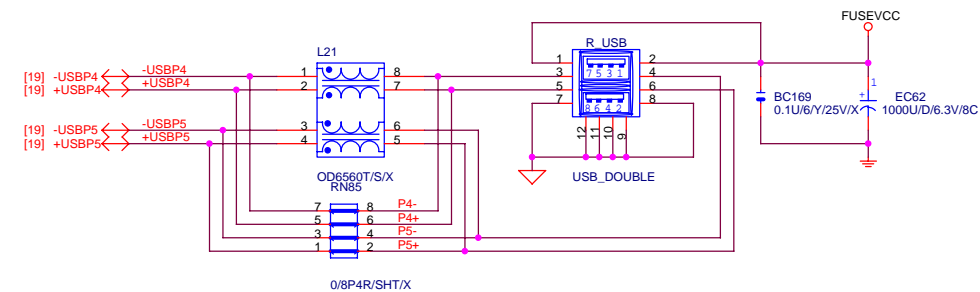 FUSEVCC
L21
R_USB
[19] -USBP4 -USBP4 1 8 1 2
[19] +USBP4 +USBP4 2 7 3 4
5 6
7 8
7 5 3 1
8 6 4 2
[19] -USBP5 -USBP5 3 6
[19] +USBP5 +USBP5 4 5
12 11 10 9
BC169
0.1U/6/Y/25V/X
1
+
EC62
1000U/D/6.3V/8C
OD6560T/S/X
RN85
USB_DOUBLE
7 8 P4-
5 6 P4+
3 4 P5-
1 2 P5+
0/8P4R/SHT/X